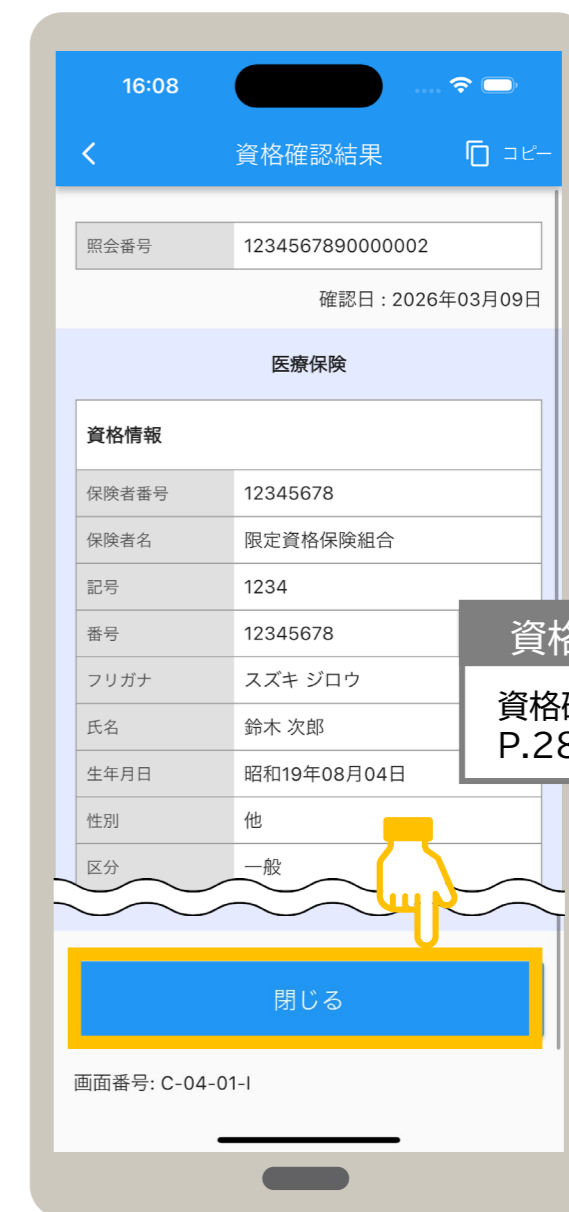 16:08
資格確認結果 コピー
照会番号 1234567890000002
確認日 : 2026年03月09日
医療保険
資格情報
保険者番号 12345678
保険者名 限定資格保険組合
記号 1234
番号 12345678
フリガナ スズキ ジロウ
氏名 鈴木 次郎
生年月日 昭和19年08月04日
性別 他
区分 一般
資格
資格確
P.28
閉じる
画面番号: C-04-01-I